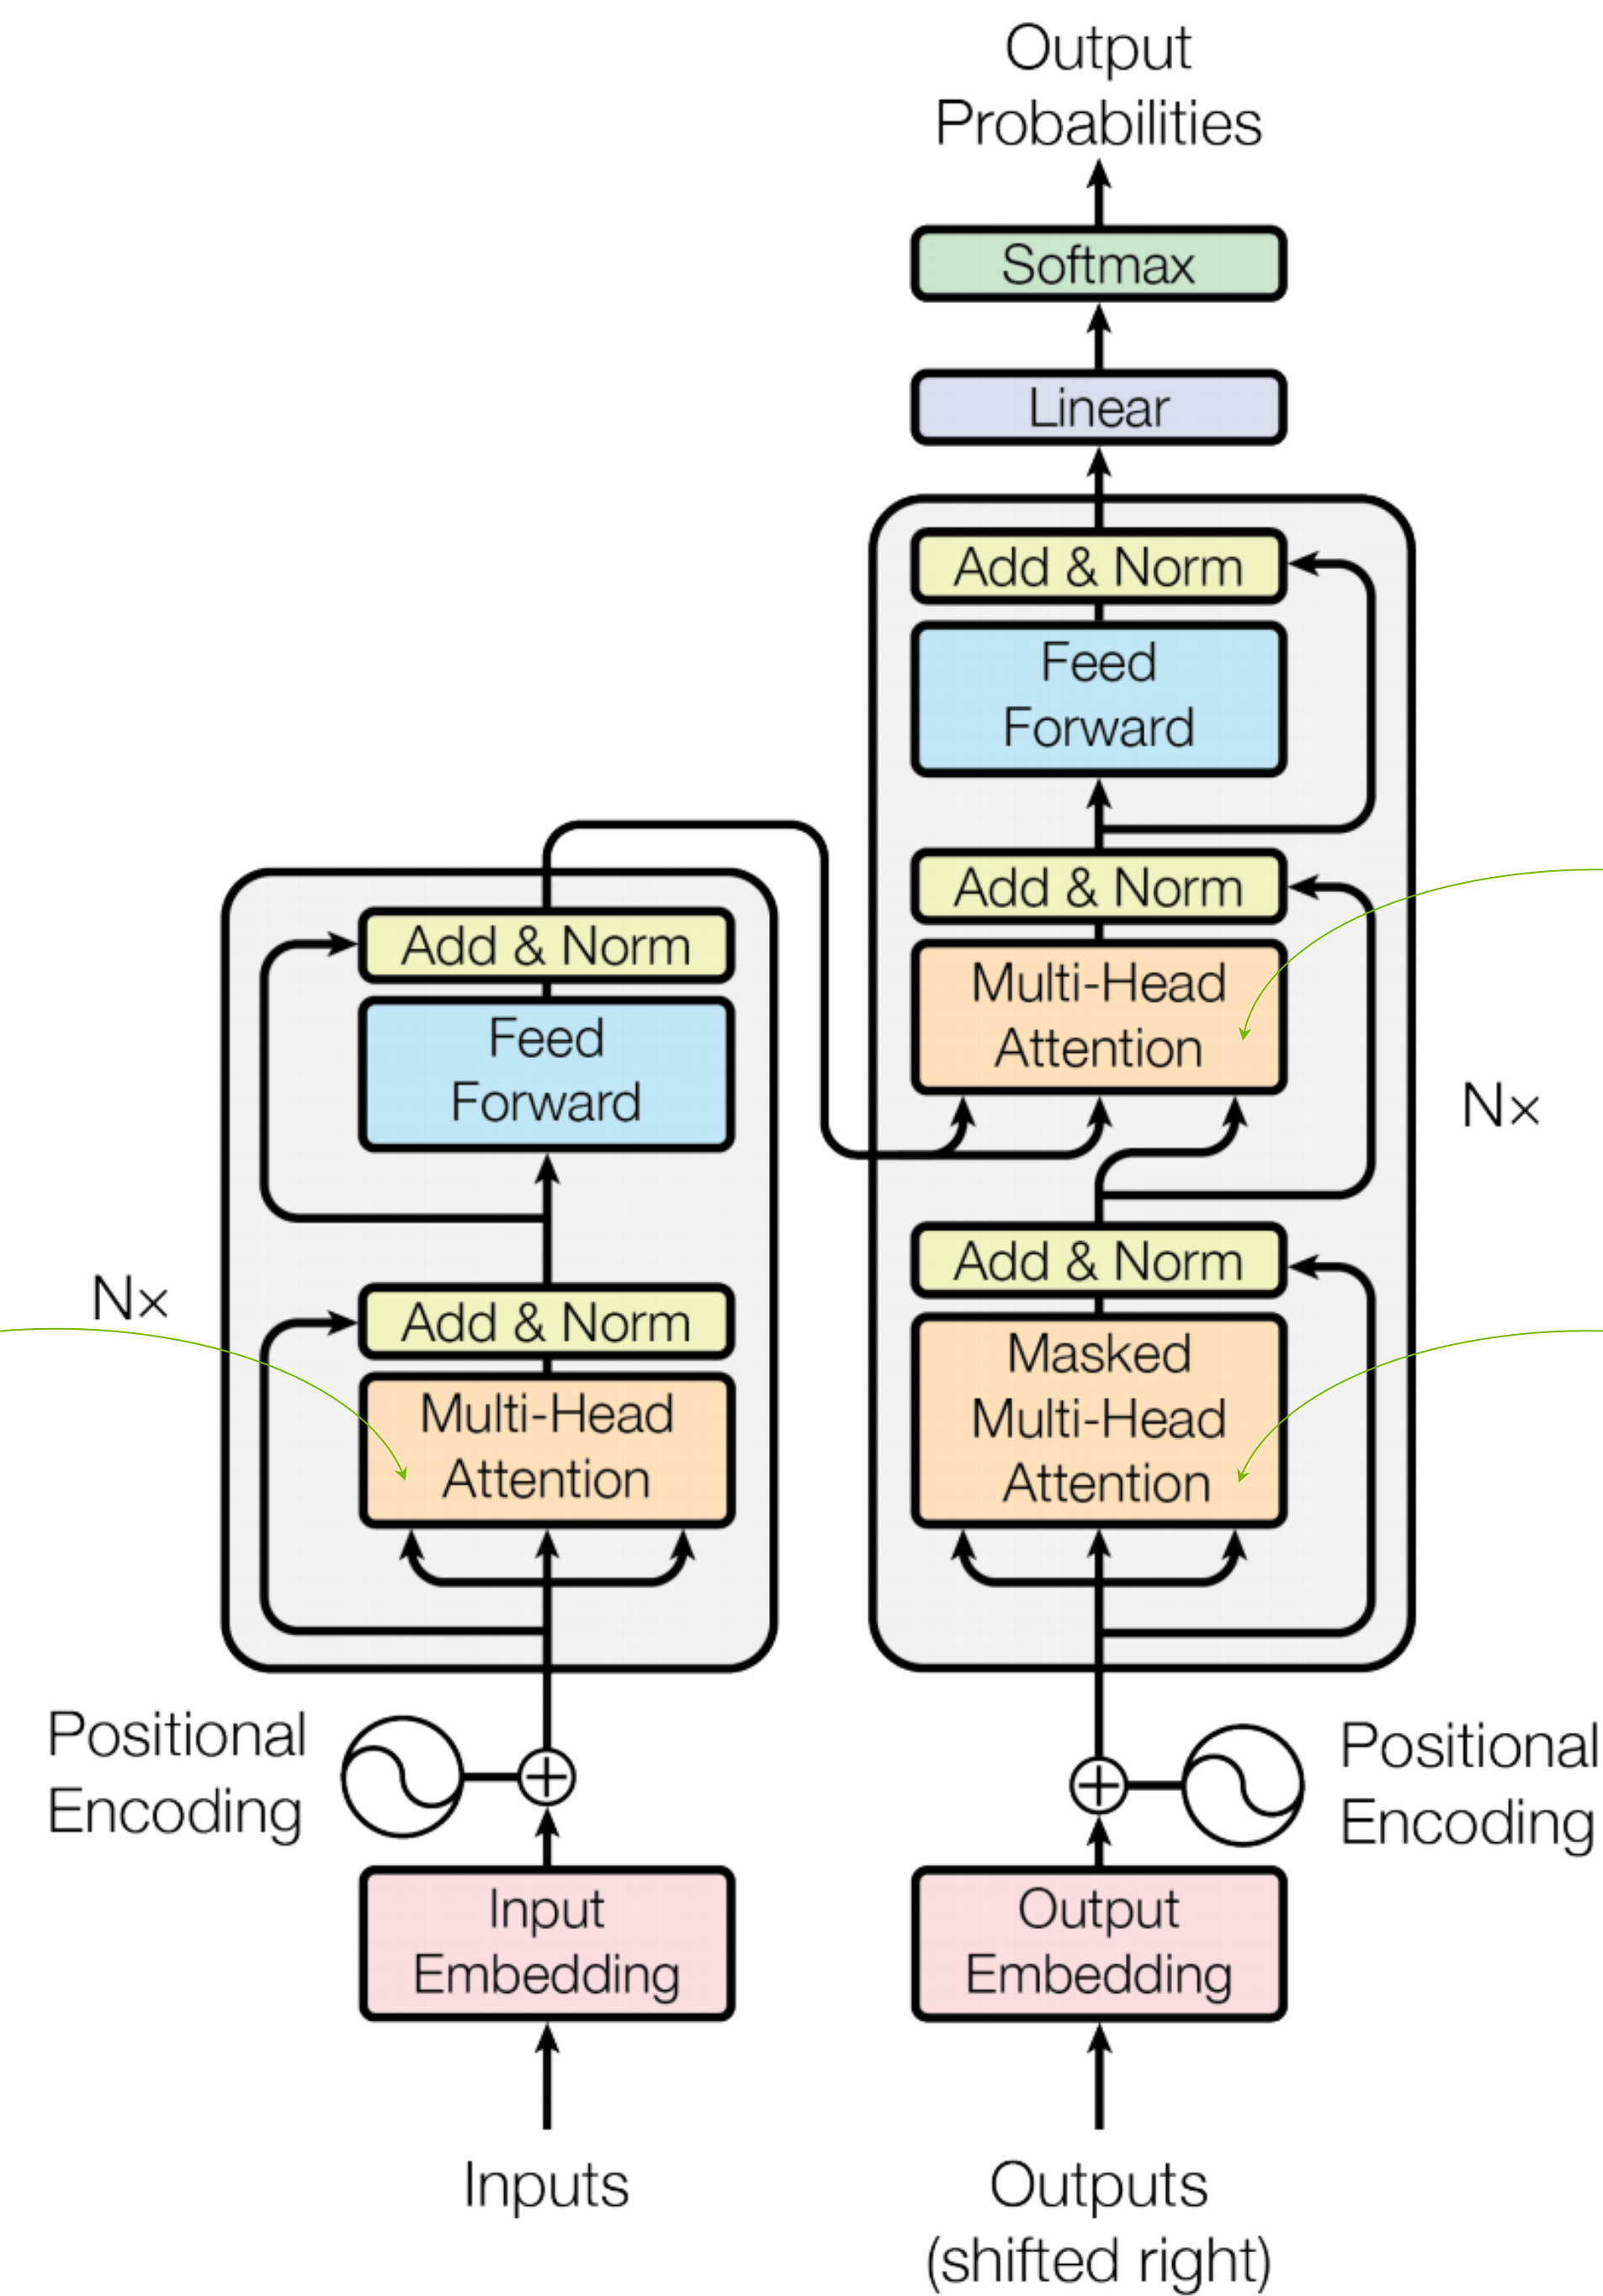 Output
Probabilities
Softmax
Linear
Add & Norm
Feed
Forward
Add & Norm
Multi-Head
Attention
Nx
Add & Norm
Masked
Multi-Head
Attention
Add & Norm
Feed
Forward
Nx
Add & Norm
Multi-Head
Attention
Positional
Encoding
Positional
Encoding
Input
Embedding
Output
Embedding
Inputs
Outputs
(shifted right)